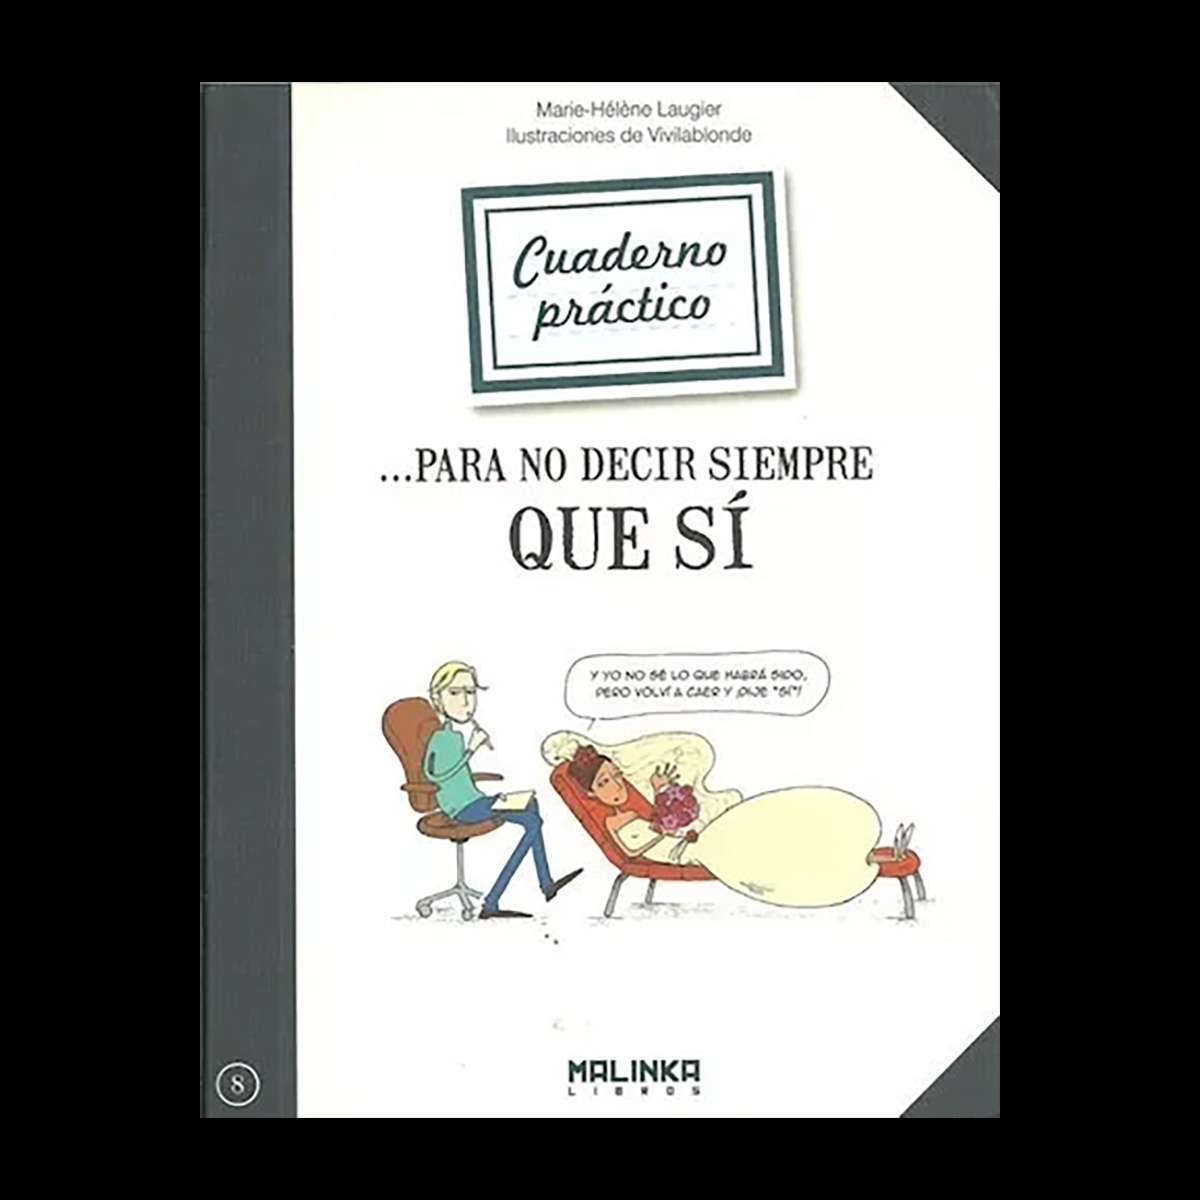 Marie-Hélène Laugier
Ilustraciones de Vivilablonde
Cuaderno
práctico
...PARA NO DECIR SIEMPRE
QUE SÍ
Y YO NO SÉ LO QUE HABRÁ SIDO,
PERO VOLVÍ A CAER Y ¡DIJE "SÍ"!
MALINKA
LIBROS
8